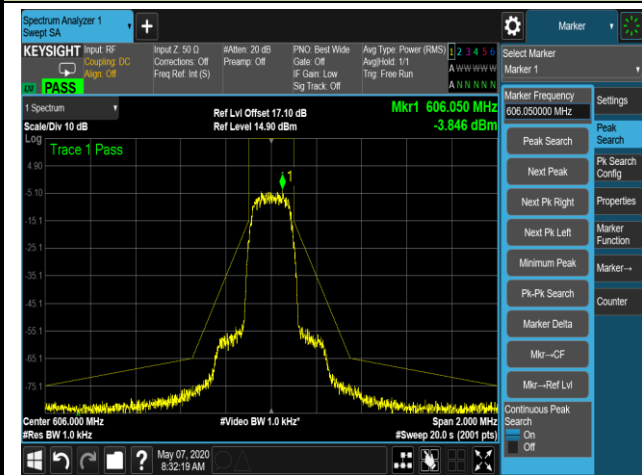 Spectrum Analyzer 1
Swept SA
Marker
KEYSIGHT
Input: RF
Coupling: DC
Align: Off
Input Z: 50 Ω
Corrections: Off
Freq Ref: Int (S)
#Atten: 20 dB
Preamp: Off
PNO: Best Wide
Gate: Off
IF Gain: Low
Sig Track: Off
Avg Type: Power (RMS)
Avg|Hold: 1/1
Trig: Free Run
1 2 3 4 5 6
A W W W W W
A N N N N N
LXI
PASS
Select Marker
Marker 1
1 Spectrum
Scale/Div 10 dB
Ref Lvl Offset 17.10 dB
Ref Level 14.90 dBm
Mkr1 606.050 MHz
-3.846 dBm
Log
Trace 1 Pass
1
4.90
-5.10
-15.1
-25.1
-35.1
-45.1
-55.1
-65.1
-75.1
Center 606.000 MHz
#Res BW 1.0 kHz
#Video BW 1.0 kHz*
Span 2.000 MHz
#Sweep 20.0 s (2001 pts)
Marker Frequency
606.050000 MHz
Peak Search
Next Peak
Next Pk Right
Next Pk Left
Minimum Peak
Pk-Pk Search
Marker Delta
Mkr→CF
Mkr→Ref Lvl
Continuous Peak
Search
On
Off
Settings
Peak
Search
Pk Search
Config
Properties
Marker
Function
Marker→
Counter
May 07, 2020
8:32:19 AM